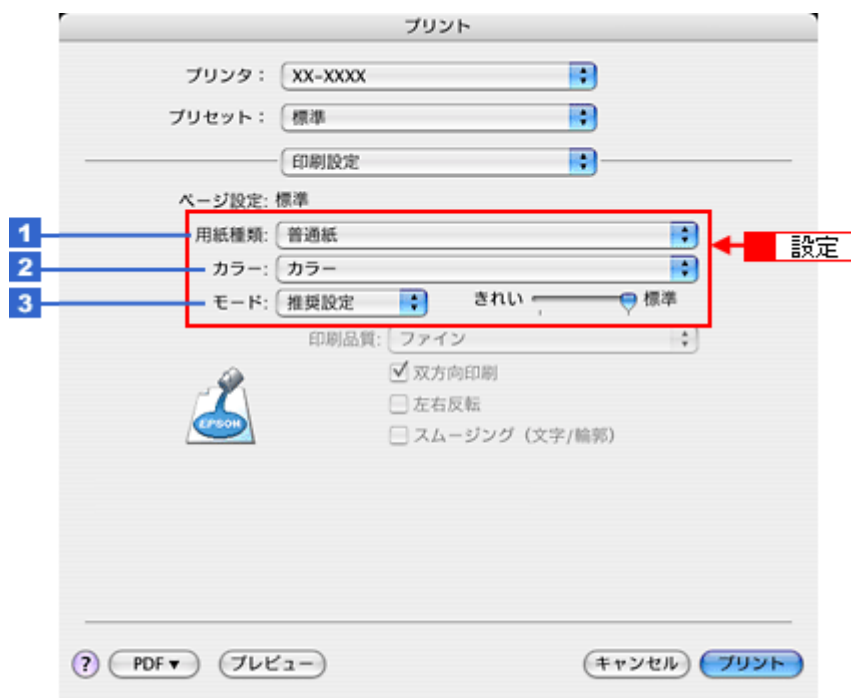 プリント
プリンタ： XX-XXXX
プリセット： 標準
印刷設定
ページ設定: 標準
1 用紙種類: 普通紙
設定
2 カラー: カラー
3 モード: 推奨設定 きれい 標準
印刷品質: ファイン
双方向印刷
左右反転
スムージング（文字/輪郭）
EPSON
? PDF▼ プレビュー キャンセル プリント